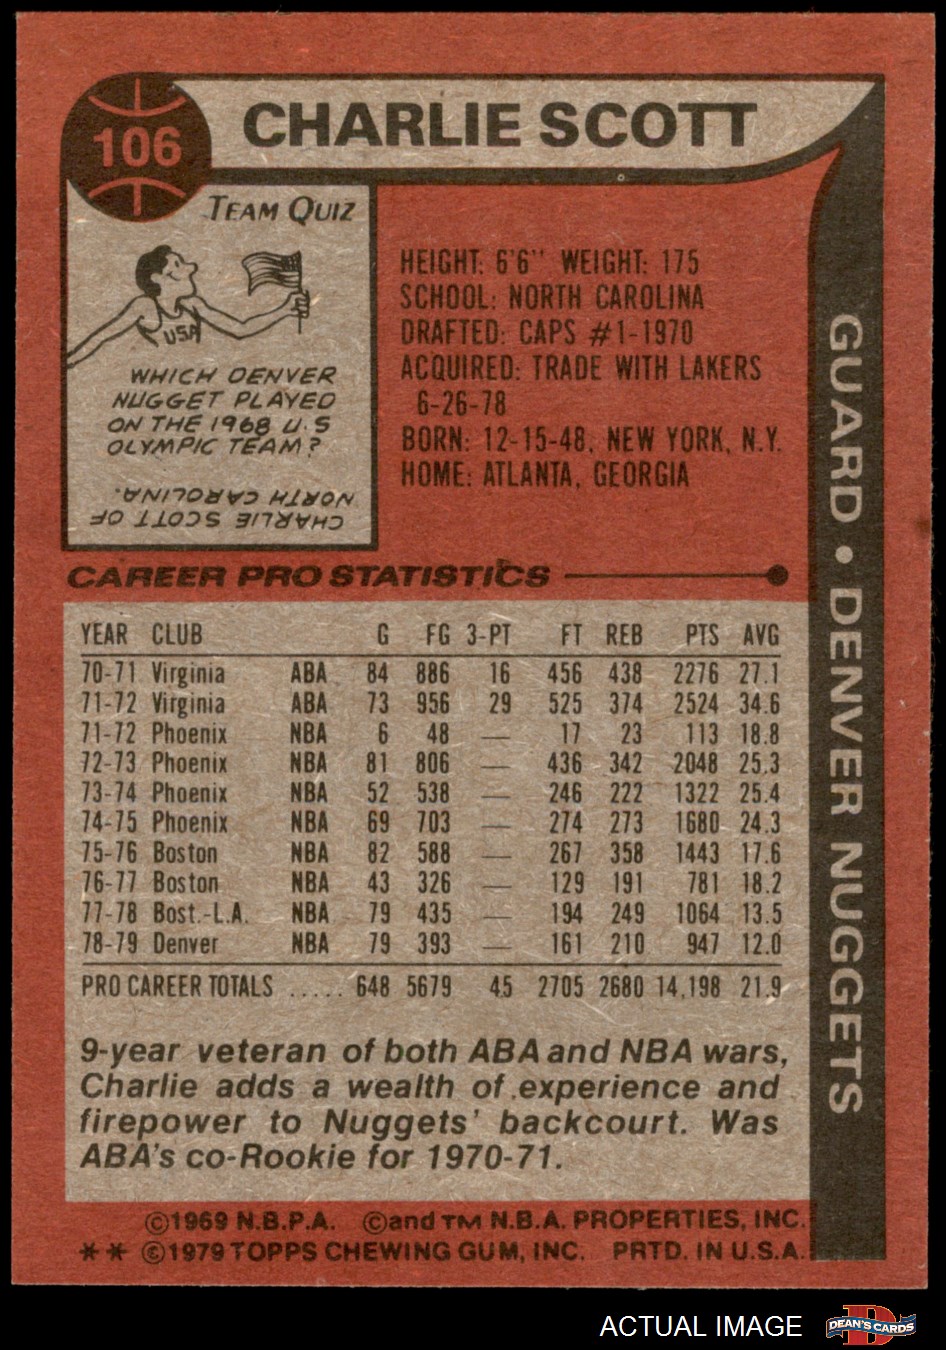 106
CHARLIE SCOTT
TEAM QUIZ
USA
WHICH DENVER
NUGGET PLAYED
ON THE 1968 U.S
OLYMPIC TEAM?
CHARLIE SCOTT OF
NORTH CAROLINA.
HEIGHT: 6'6" WEIGHT: 175
SCHOOL: NORTH CAROLINA
DRAFTED: CAPS #1-1970
ACQUIRED: TRADE WITH LAKERS
6-26-78
BORN: 12-15-48, NEW YORK, N.Y.
HOME: ATLANTA, GEORGIA
GUARD • DENVER NUGGETS
CAREER PRO STATISTICS
YEAR CLUB G FG 3-PT FT REB PTS AVG
70-71 Virginia ABA 84 886 16 456 438 2276 27.1
71-72 Virginia ABA 73 956 29 525 374 2524 34.6
71-72 Phoenix NBA 6 48 — 17 23 113 18.8
72-73 Phoenix NBA 81 806 — 436 342 2048 25.3
73-74 Phoenix NBA 52 538 — 246 222 1322 25.4
74-75 Phoenix NBA 69 703 — 274 273 1680 24.3
75-76 Boston NBA 82 588 — 267 358 1443 17.6
76-77 Boston NBA 43 326 — 129 191 781 18.2
77-78 Bost.-L.A. NBA 79 435 — 194 249 1064 13.5
78-79 Denver NBA 79 393 — 161 210 947 12.0
PRO CAREER TOTALS ..... 648 5679 45 2705 2680 14,198 21.9
9-year veteran of both ABA and NBA wars,
Charlie adds a wealth of experience and
firepower to Nuggets' backcourt. Was
ABA's co-Rookie for 1970-71.
©1969 N.B.P.A. ©and TM N.B.A. PROPERTIES, INC.
** ©1979 TOPPS CHEWING GUM, INC. PRTD. IN U.S.A.
ACTUAL IMAGE
D
DEAN'S CARDS